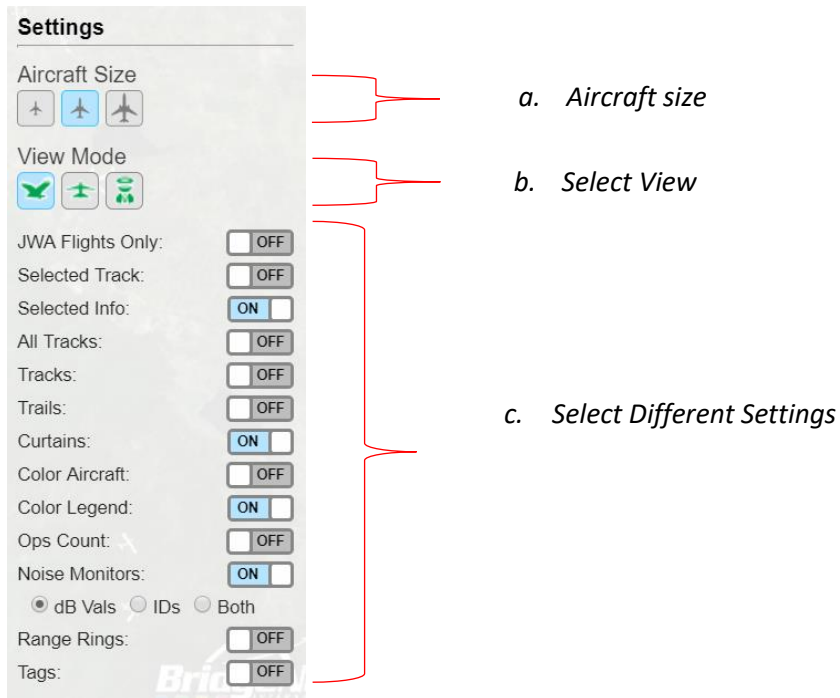 Settings
Aircraft Size
a. Aircraft size
View Mode
b. Select View
JWA Flights Only: OFF
Selected Track: OFF
Selected Info: ON
All Tracks: OFF
Tracks: OFF
Trails: OFF
c. Select Different Settings
Curtains: ON
Color Aircraft: OFF
Color Legend: ON
Ops Count: OFF
Noise Monitors: ON
dB Vals IDs Both
Range Rings: OFF
Tags: OFF